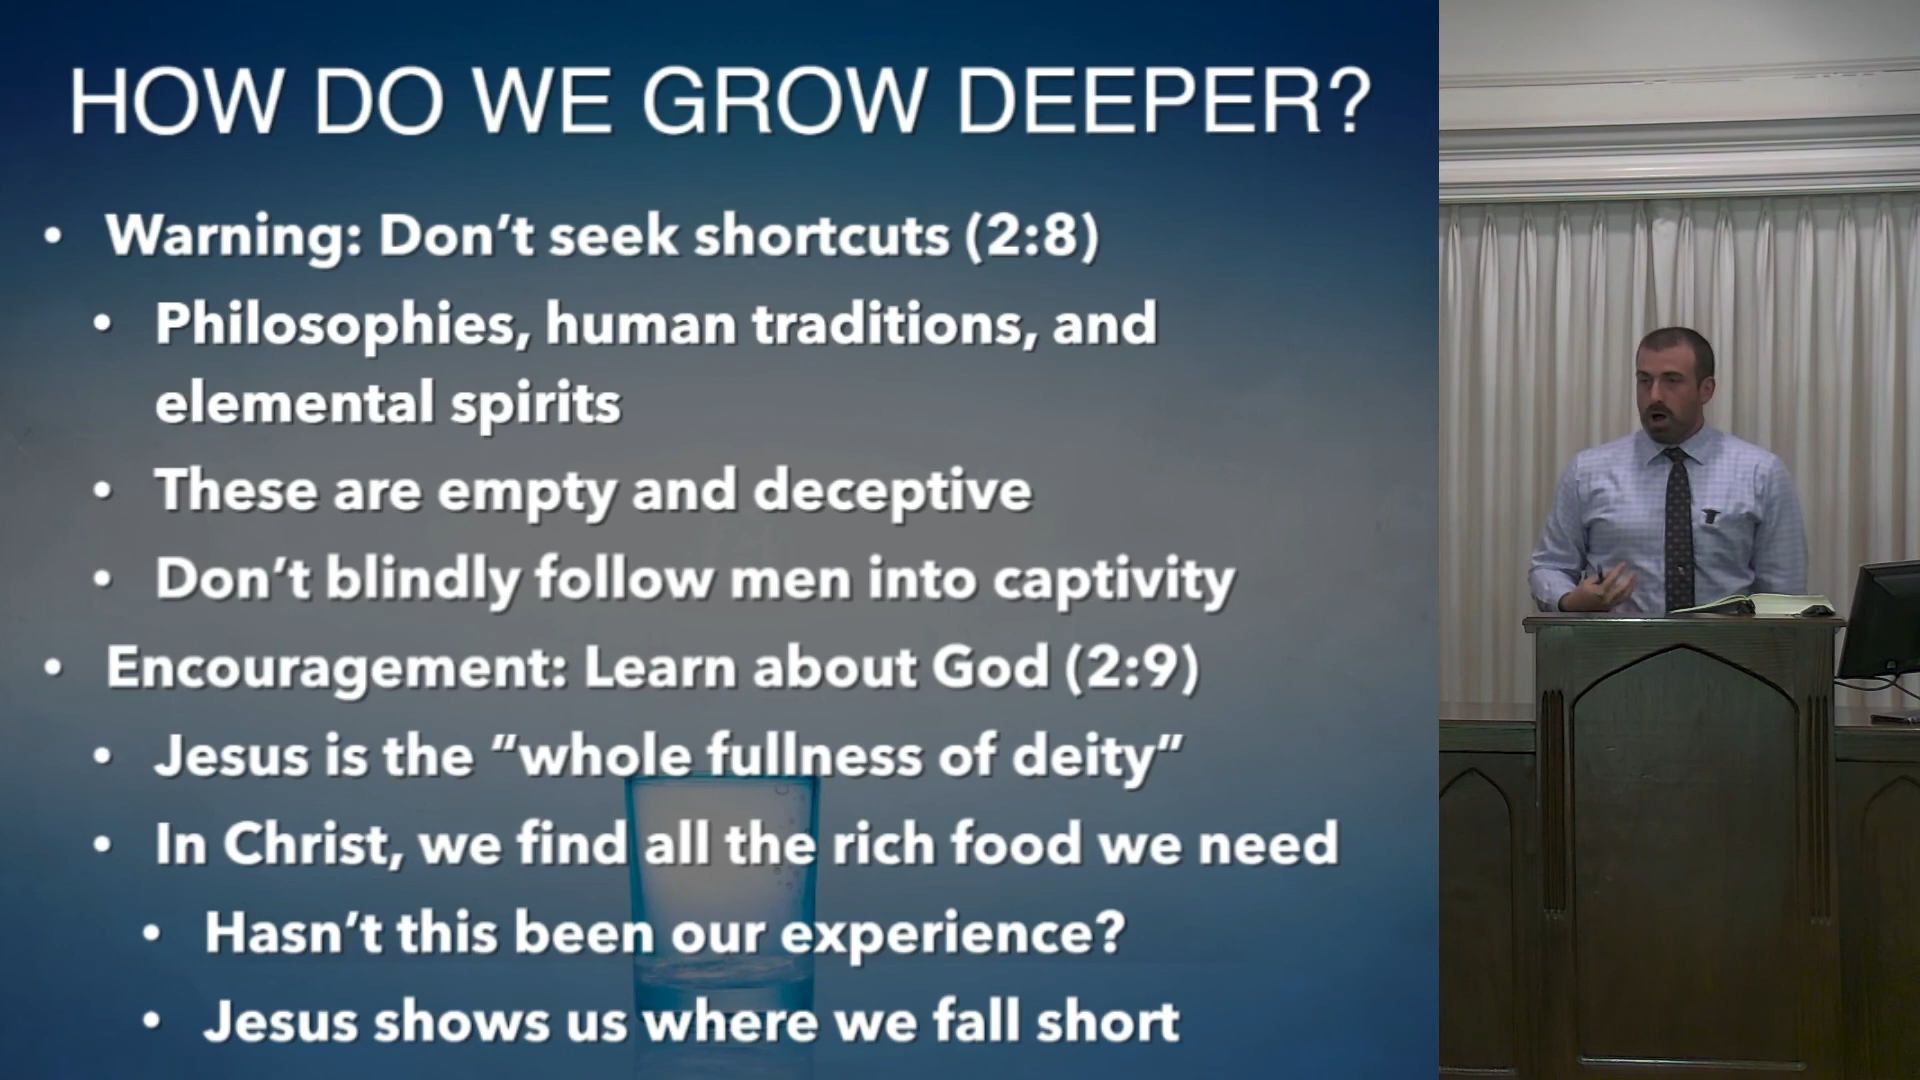 HOW DO WE GROW DEEPER?
• Warning: Don’t seek shortcuts (2:8)
• Philosophies, human traditions, and
elemental spirits
• These are empty and deceptive
• Don’t blindly follow men into captivity
• Encouragement: Learn about God (2:9)
• Jesus is the “whole fullness of deity”
• In Christ, we find all the rich food we need
• Hasn’t this been our experience?
• Jesus shows us where we fall short